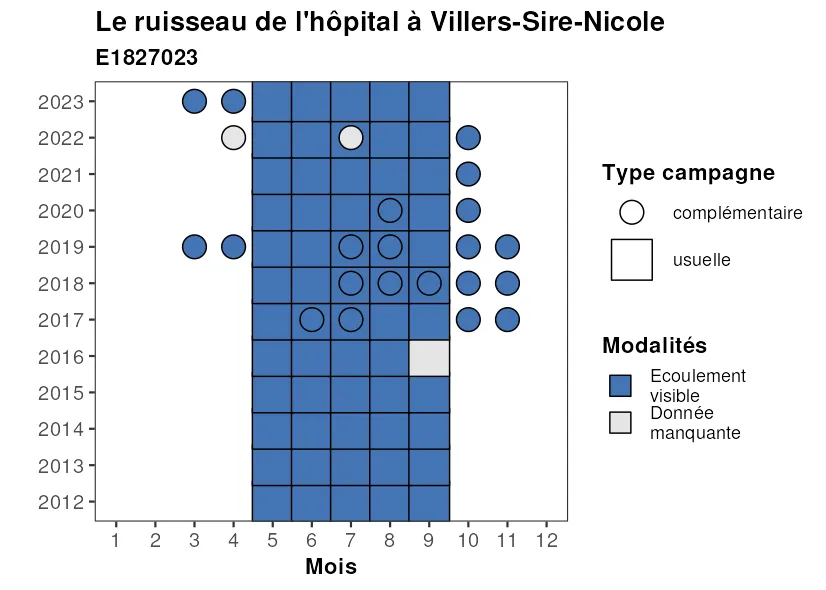 Le ruisseau de l'hôpital à Villers-Sire-Nicole
E1827023
2023
2022
2021
2020
2019
2018
2017
2016
2015
2014
2013
2012
1 2 3 4 5 6 7 8 9 10 11 12
Mois
Type campagne
complémentaire
usuelle
Modalités
Ecoulement
visible
Donnée
manquante